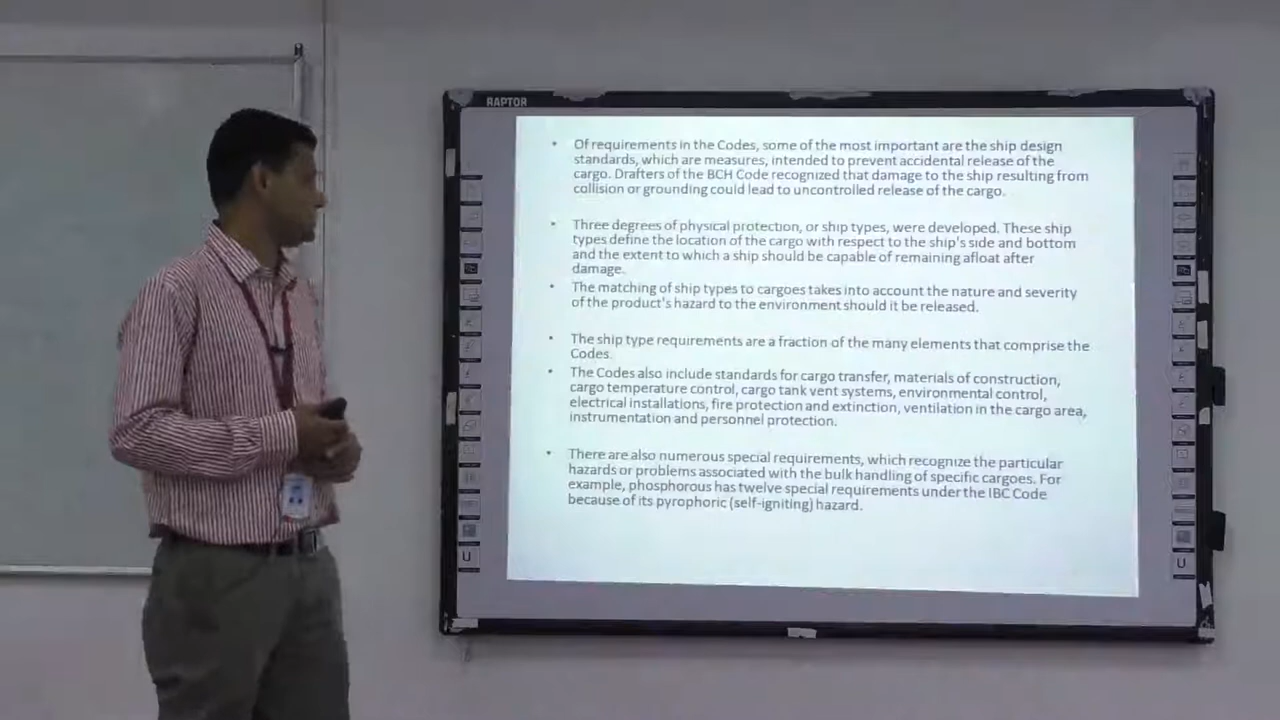 RAPTOR
• Of requirements in the Codes, some of the most important are the ship design
standards, which are measures, intended to prevent accidental release of the
cargo. Drafters of the BCH Code recognized that damage to the ship resulting from
collision or grounding could lead to uncontrolled release of the cargo.
• Three degrees of physical protection, or ship types, were developed. These ship
types define the location of the cargo with respect to the ship's side and bottom
and the extent to which a ship should be capable of remaining afloat after
damage.
• The matching of ship types to cargoes takes into account the nature and severity
of the product's hazard to the environment should it be released.
• The ship type requirements are a fraction of the many elements that comprise the
Codes.
• The Codes also include standards for cargo transfer, materials of construction,
cargo temperature control, cargo tank vent systems, environmental control,
electrical installations, fire protection and extinction, ventilation in the cargo area,
instrumentation and personnel protection.
• There are also numerous special requirements, which recognize the particular
hazards or problems associated with the bulk handling of specific cargoes. For
example, phosphorous has twelve special requirements under the IBC Code
because of its pyrophoric (self-igniting) hazard.
U
U